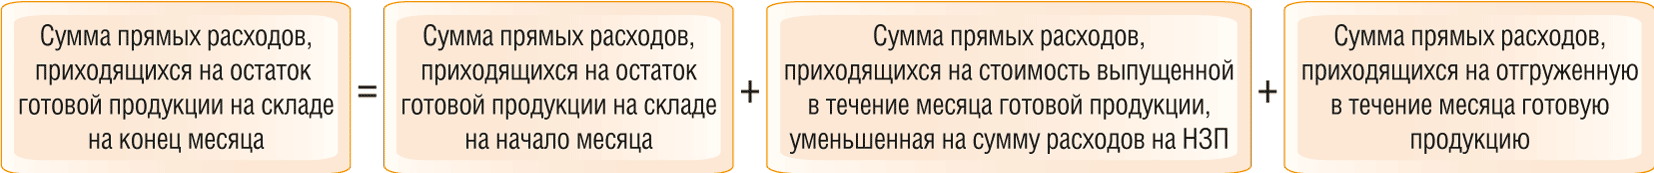 Сумма прямых расходов,
приходящихся на остаток
готовой продукции на складе
на конец месяца
=
Сумма прямых расходов,
приходящихся на остаток
готовой продукции на складе
на начало месяца
+
Сумма прямых расходов,
приходящихся на стоимость выпущенной
в течение месяца готовой продукции,
уменьшенная на сумму расходов на НЗП
+
Сумма прямых расходов,
приходящихся на отгруженную
в течение месяца готовую
продукцию